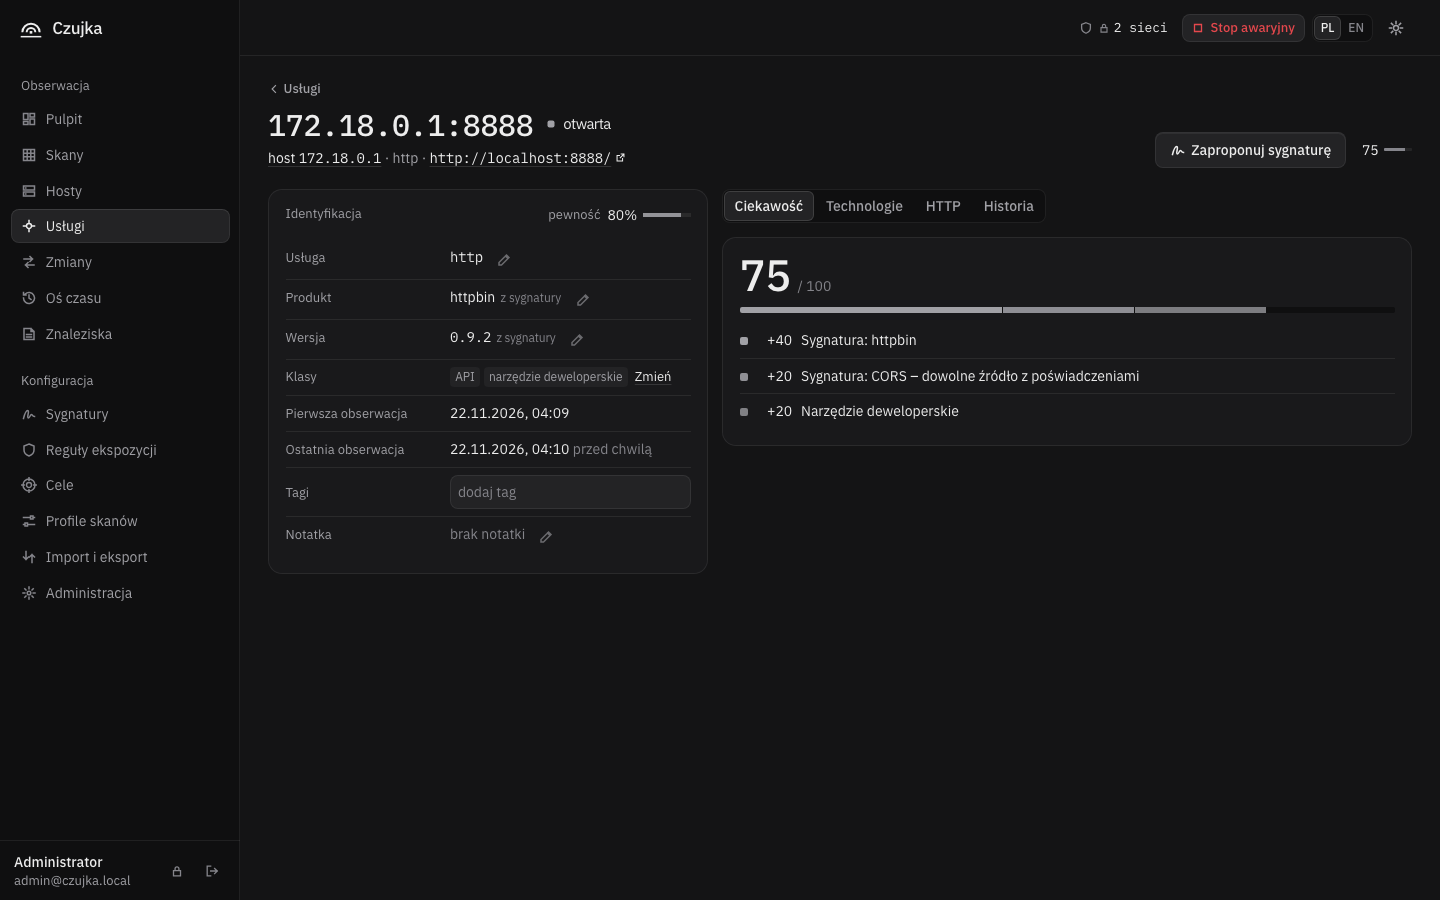 Czujka
2 sieci
Stop awaryjny
PL EN
Obserwacja
Pulpit
Skany
Hosty
Usługi
Zmiany
Oś czasu
Znaleziska
Konfiguracja
Sygnatury
Reguły ekspozycji
Cele
Profile skanów
Import i eksport
Administracja
Administrator
admin@czujka.local
Usługi
172.18.0.1:8888 otwarta
host 172.18.0.1 · http · http://localhost:8888/
Zaproponuj sygnaturę 75
Identyfikacja pewność 80%
Usługa http
Produkt httpbin z sygnatury
Wersja 0.9.2 z sygnatury
Klasy API narzędzie deweloperskie Zmień
Pierwsza obserwacja 22.11.2026, 04:09
Ostatnia obserwacja 22.11.2026, 04:10 przed chwilą
Tagi dodaj tag
Notatka brak notatki
Ciekawość Technologie HTTP Historia
75 / 100
+40 Sygnatura: httpbin
+20 Sygnatura: CORS – dowolne źródło z poświadczeniami
+20 Narzędzie deweloperskie